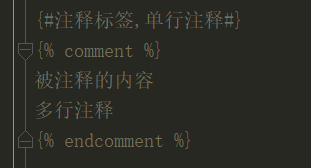 {#注释标签,单行注释#}
{% comment %}
被注释的内容
多行注释
{% endcomment %}